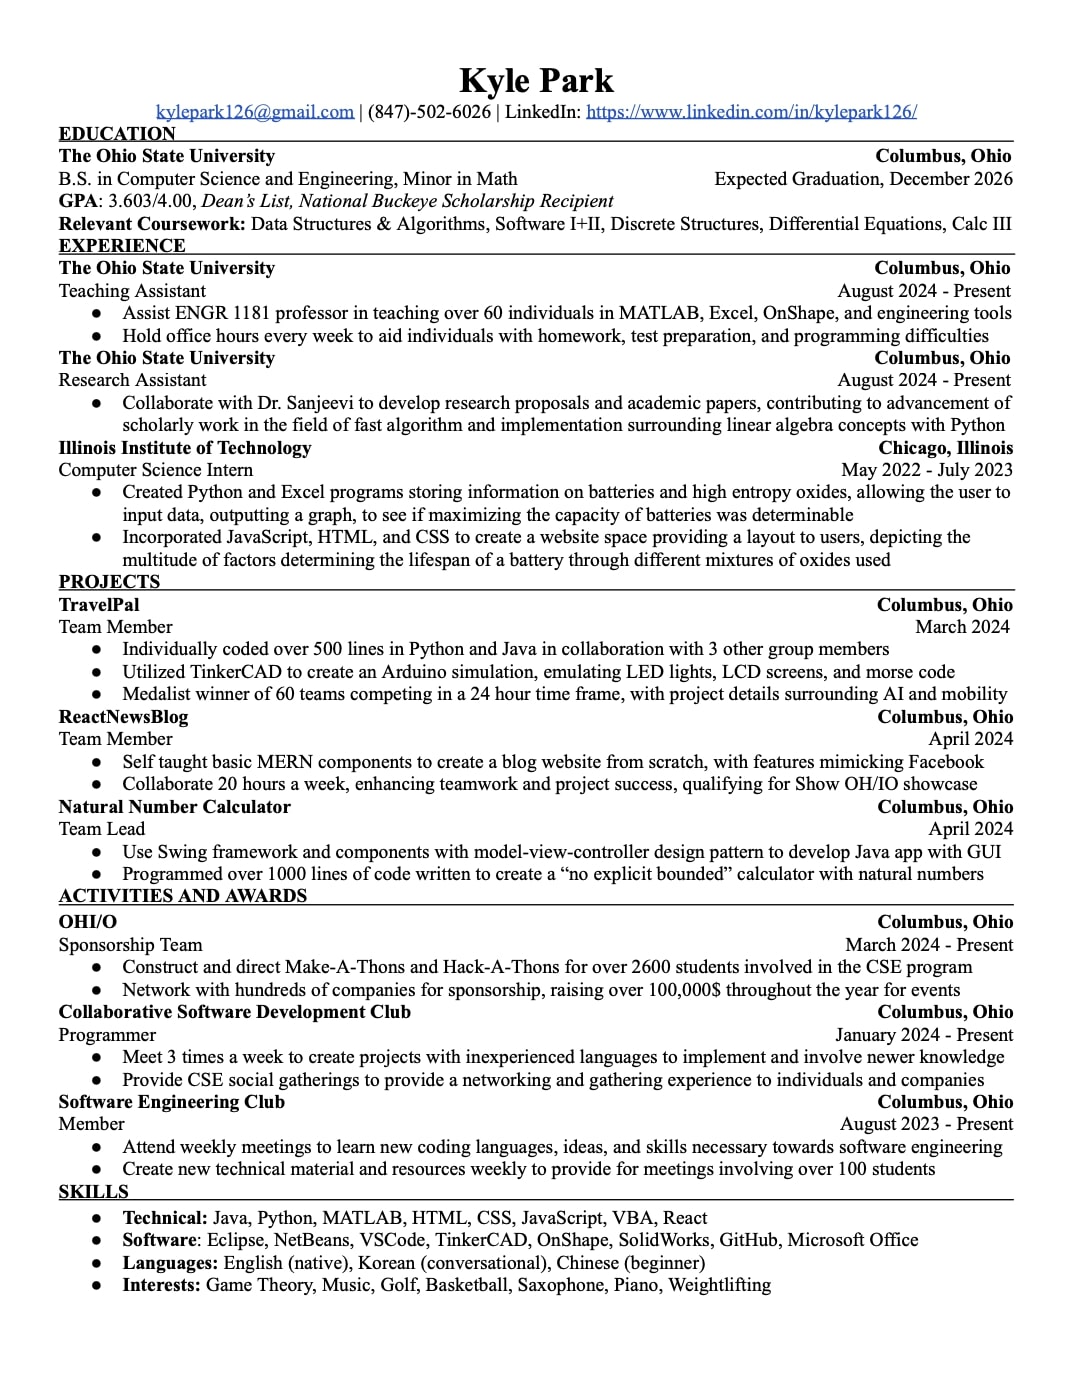 Kyle Park
kylepark126@gmail.com | (847)-502-6026 | LinkedIn: https://www.linkedin.com/in/kylepark126/
EDUCATION
The Ohio State University Columbus, Ohio
B.S. in Computer Science and Engineering, Minor in Math Expected Graduation, December 2026
GPA: 3.603/4.00, Dean's List, National Buckeye Scholarship Recipient
Relevant Coursework: Data Structures & Algorithms, Software I+II, Discrete Structures, Differential Equations, Calc III
EXPERIENCE
The Ohio State University Columbus, Ohio
Teaching Assistant August 2024 - Present
● Assist ENGR 1181 professor in teaching over 60 individuals in MATLAB, Excel, OnShape, and engineering tools
● Hold office hours every week to aid individuals with homework, test preparation, and programming difficulties
The Ohio State University Columbus, Ohio
Research Assistant August 2024 - Present
● Collaborate with Dr. Sanjeevi to develop research proposals and academic papers, contributing to advancement of
scholarly work in the field of fast algorithm and implementation surrounding linear algebra concepts with Python
Illinois Institute of Technology Chicago, Illinois
Computer Science Intern May 2022 - July 2023
● Created Python and Excel programs storing information on batteries and high entropy oxides, allowing the user to
input data, outputting a graph, to see if maximizing the capacity of batteries was determinable
● Incorporated JavaScript, HTML, and CSS to create a website space providing a layout to users, depicting the
multitude of factors determining the lifespan of a battery through different mixtures of oxides used
PROJECTS
TravelPal Columbus, Ohio
Team Member March 2024
● Individually coded over 500 lines in Python and Java in collaboration with 3 other group members
● Utilized TinkerCAD to create an Arduino simulation, emulating LED lights, LCD screens, and morse code
● Medalist winner of 60 teams competing in a 24 hour time frame, with project details surrounding AI and mobility
ReactNewsBlog Columbus, Ohio
Team Member April 2024
● Self taught basic MERN components to create a blog website from scratch, with features mimicking Facebook
● Collaborate 20 hours a week, enhancing teamwork and project success, qualifying for Show OH/IO showcase
Natural Number Calculator Columbus, Ohio
Team Lead April 2024
● Use Swing framework and components with model-view-controller design pattern to develop Java app with GUI
● Programmed over 1000 lines of code written to create a “no explicit bounded” calculator with natural numbers
ACTIVITIES AND AWARDS
OHI/O Columbus, Ohio
Sponsorship Team March 2024 - Present
● Construct and direct Make-A-Thons and Hack-A-Thons for over 2600 students involved in the CSE program
● Network with hundreds of companies for sponsorship, raising over 100,000$ throughout the year for events
Collaborative Software Development Club Columbus, Ohio
Programmer January 2024 - Present
● Meet 3 times a week to create projects with inexperienced languages to implement and involve newer knowledge
● Provide CSE social gatherings to provide a networking and gathering experience to individuals and companies
Software Engineering Club Columbus, Ohio
Member August 2023 - Present
● Attend weekly meetings to learn new coding languages, ideas, and skills necessary towards software engineering
● Create new technical material and resources weekly to provide for meetings involving over 100 students
SKILLS
● Technical: Java, Python, MATLAB, HTML, CSS, JavaScript, VBA, React
● Software: Eclipse, NetBeans, VSCode, TinkerCAD, OnShape, SolidWorks, GitHub, Microsoft Office
● Languages: English (native), Korean (conversational), Chinese (beginner)
● Interests: Game Theory, Music, Golf, Basketball, Saxophone, Piano, Weightlifting